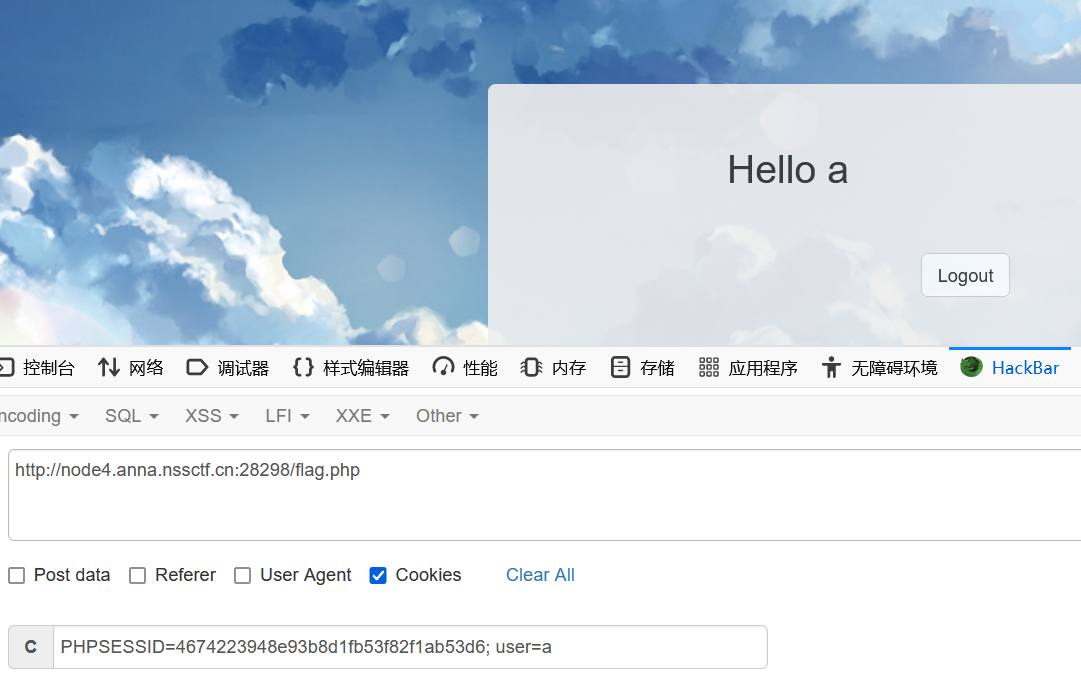 Hello a
Logout
控制台 网络 调试器 样式编辑器 性能 内存 存储 应用程序 无障碍环境 HackBar
ncoding SQL XSS LFI XXE Other
http://node4.anna.nssctf.cn:28298/flag.php
Post data Referer User Agent Cookies Clear All
C PHPSESSID=4674223948e93b8d1fb53f82f1ab53d6; user=a